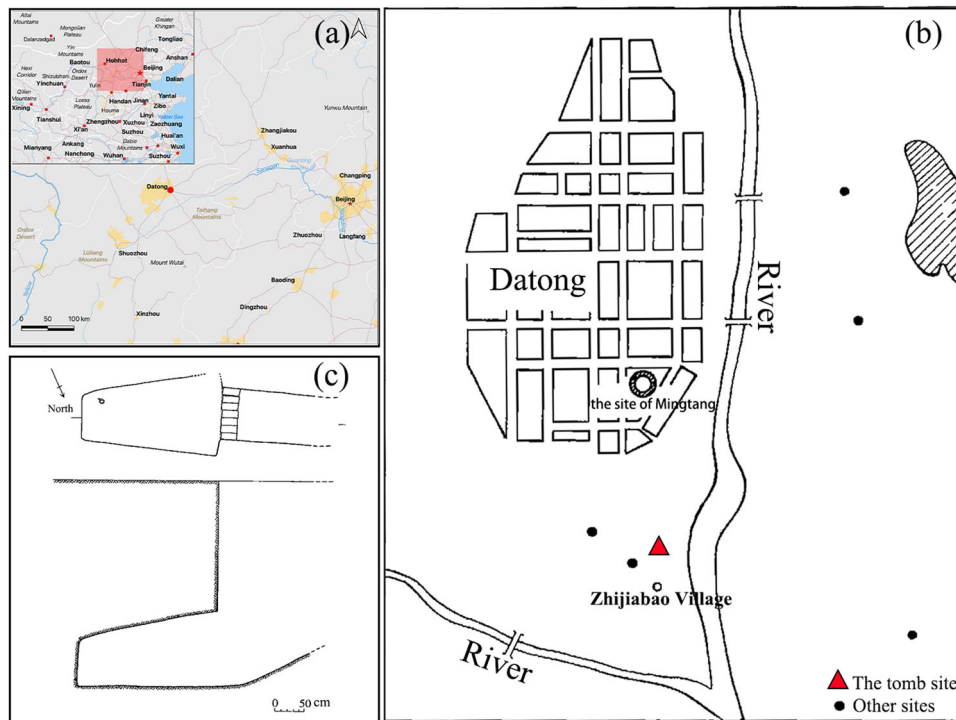 (a)
Altai
Mountains
Mongolian
Plateau
Dalanzadgad
Greater
Khingan
Tongliao
Yin
Mountains
Chifeng
Baotou
Hohhot
Anshan
Beijing
Hexi
Corridor
Shizuishan
Ordos
Desert
Yinchuan
Dalian
Tianjin
Yulin
Qilian
Mountains
Loess
Plateau
Yantai
Xining
Handan
Jinan
Zibo
Houma
Linyi
Yellow Sea
Tianshui
Zhengzhou
Xuzhou
Zaozhuang
Xi'an
Suzhou
Huai'an
Ankang
Dabie
Mountains
Mianyang
Nanchong
Wuhan
Suzhou
Wuxi
Yunwu Mountain
Zhangjiakou
Xuanhua
Sanggan
Changping
Datong
Beijing
Taihang
Mountains
Ordos
Desert
Zhuozhou
Langfang
Lüliang
Mountains
Shuozhou
Mount Wutai
Baoding
Yellow
Dingzhou
Xinzhou
0 50 100 km
(b)
Datong
River
the site of Mingtang
Zhijiabao Village
River
The tomb site
Other sites
(c)
North
0 50 cm